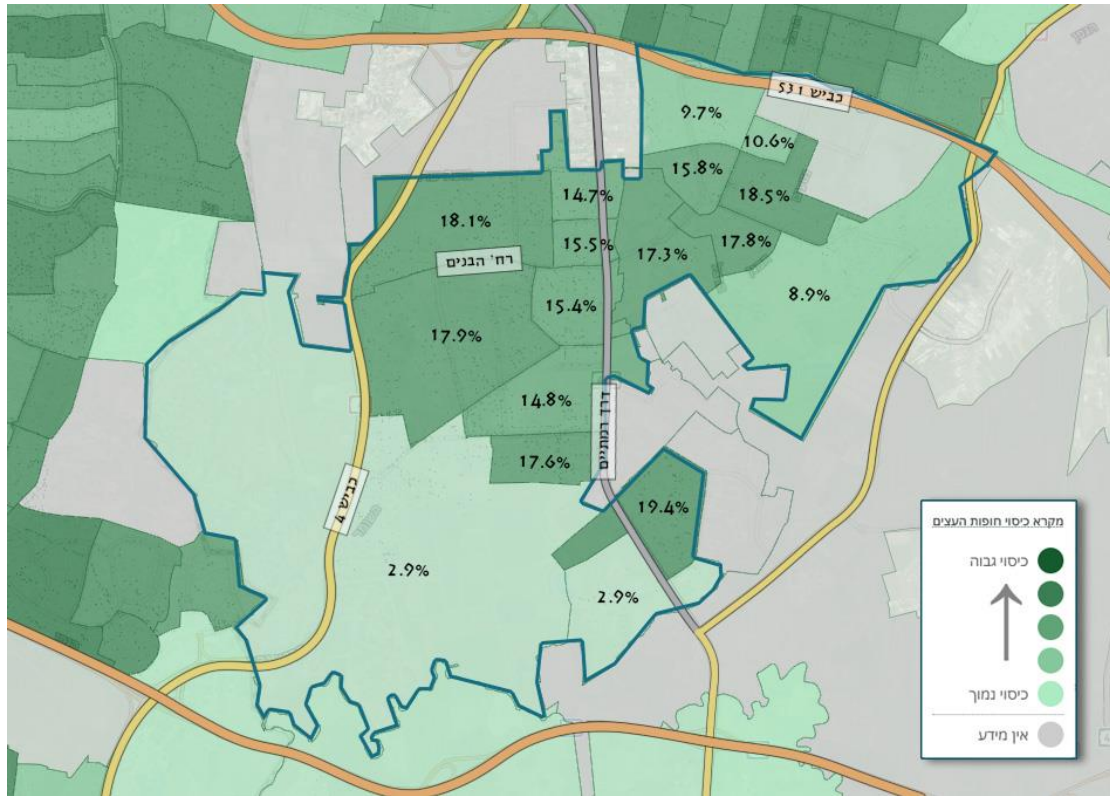 כביש 531
9.7%
10.6%
15.8%
14.7%
18.5%
18.1%
15.5%
17.8%
17.3%
רח' הבנים
15.4%
8.9%
17.9%
14.8%
דרך רמתיים
17.6%
כביש 4
19.4%
2.9%
2.9%
מקרא כיסוי חופות העצים
כיסוי גבוה
כיסוי נמוך
אין מידע